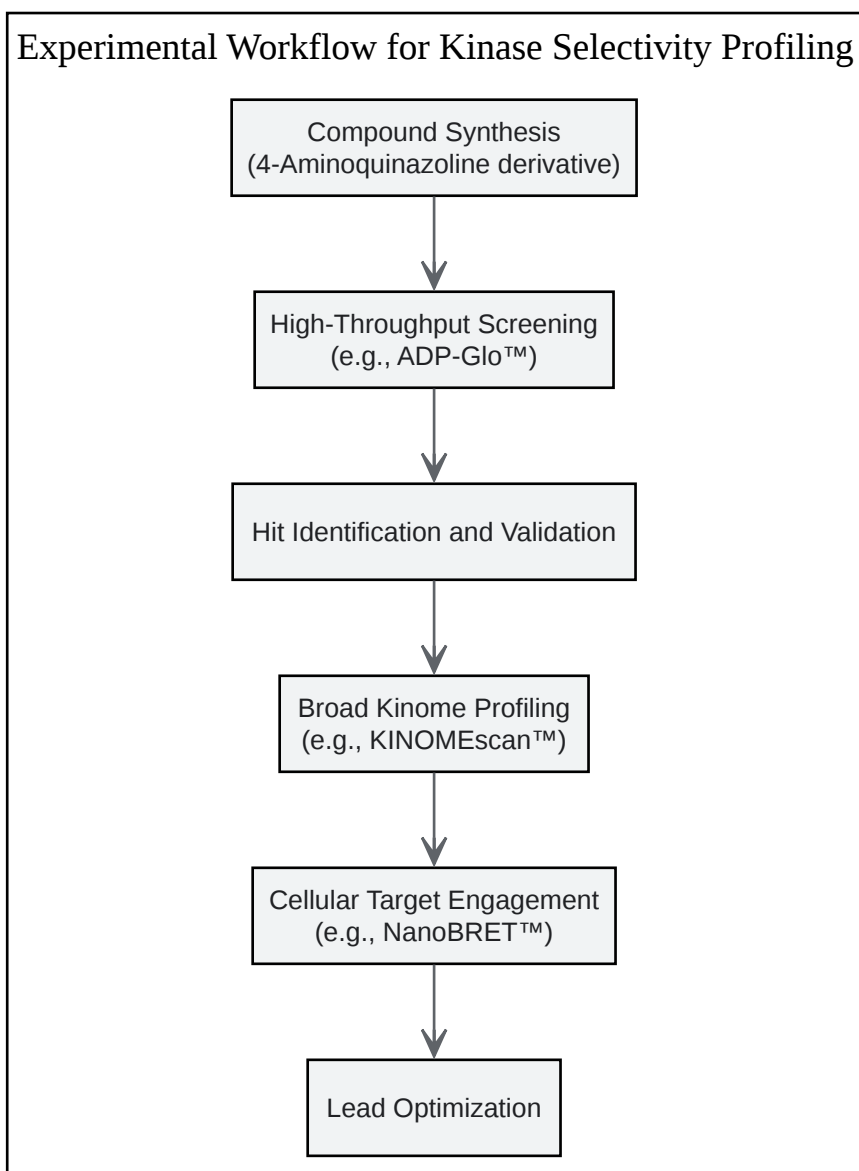 Experimental Workflow for Kinase Selectivity Profiling
Compound Synthesis
(4-Aminoquinazoline derivative)
High-Throughput Screening
(e.g., ADP-Glo™)
Hit Identification and Validation
Broad Kinome Profiling
(e.g., KINOMEscan™)
Cellular Target Engagement
(e.g., NanoBRET™)
Lead Optimization